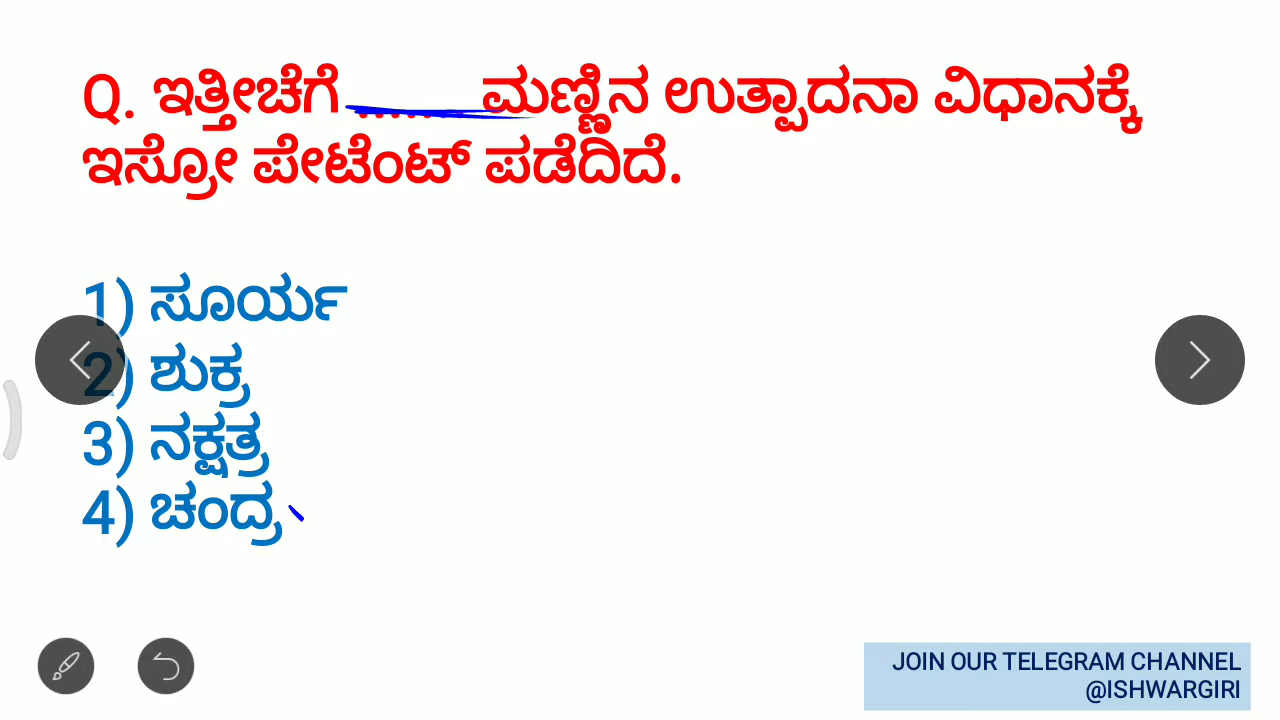 Q. ಇತ್ತೀಚೆಗೆ ........ ಮಣ್ಣಿನ ಉತ್ಪಾದನಾ ವಿಧಾನಕ್ಕೆ
ಇಸ್ರೋ ಪೇಟೆಂಟ್ ಪಡೆದಿದೆ.
1) ಸೂರ್ಯ
2) ಶುಕ್ರ
3) ನಕ್ಷತ್ರ
4) ಚಂದ್ರ
JOIN OUR TELEGRAM CHANNEL
@ISHWARGIRI